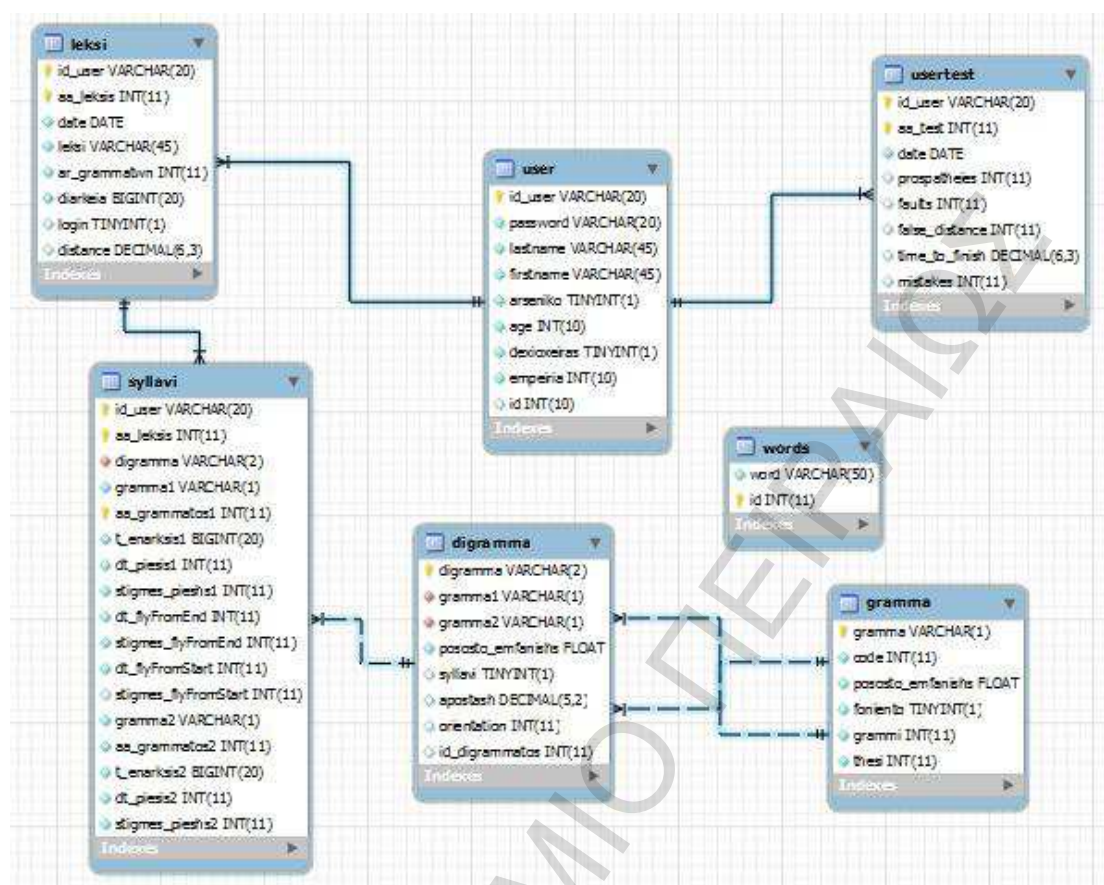 leksi
id_user VARCHAR(20)
aa_leksis INT(11)
date DATE
leksi VARCHAR(45)
ar_grammatwn INT(11)
diarkeia BIGINT(20)
login TINYINT(1)
distance DECIMAL(6,3)
Indexes
user
id_user VARCHAR(20)
password VARCHAR(20)
lastname VARCHAR(45)
firstname VARCHAR(45)
arseniko TINYINT(1)
age INT(10)
dexioxeiras TINYINT(1)
empeiria INT(10)
id INT(10)
Indexes
usertest
id_user VARCHAR(20)
aa_test INT(11)
date DATE
prospatheies INT(11)
faults INT(11)
false_distance INT(11)
time_to_finish DECIMAL(6,3)
mistakes INT(11)
Indexes
syllavi
id_user VARCHAR(20)
aa_leksis INT(11)
digramma VARCHAR(2)
gramma1 VARCHAR(1)
aa_grammatos1 INT(11)
t_enarksis1 BIGINT(20)
dt_piesis1 INT(11)
stigmes_pieshs1 INT(11)
dt_flyFromEnd INT(11)
stigmes_flyFromEnd INT(11)
dt_flyFromStart INT(11)
stigmes_flyFromStart INT(11)
gramma2 VARCHAR(1)
aa_grammatos2 INT(11)
t_enarksis2 BIGINT(20)
dt_piesis2 INT(11)
stigmes_pieshs2 INT(11)
Indexes
words
word VARCHAR(50)
id INT(11)
Indexes
digramma
digramma VARCHAR(2)
gramma1 VARCHAR(1)
gramma2 VARCHAR(1)
pososto_emfanishs FLOAT
syllavi TINYINT(1)
apostash DECIMAL(5,2)
orientation INT(11)
id_digrammatos INT(11)
Indexes
gramma
gramma VARCHAR(1)
code INT(11)
pososto_emfanishs FLOAT
fonienta TINYINT(1)
grammi INT(11)
thesi INT(11)
Indexes
ΜΙΟ ΠΕΙΡΑΙΩΣ